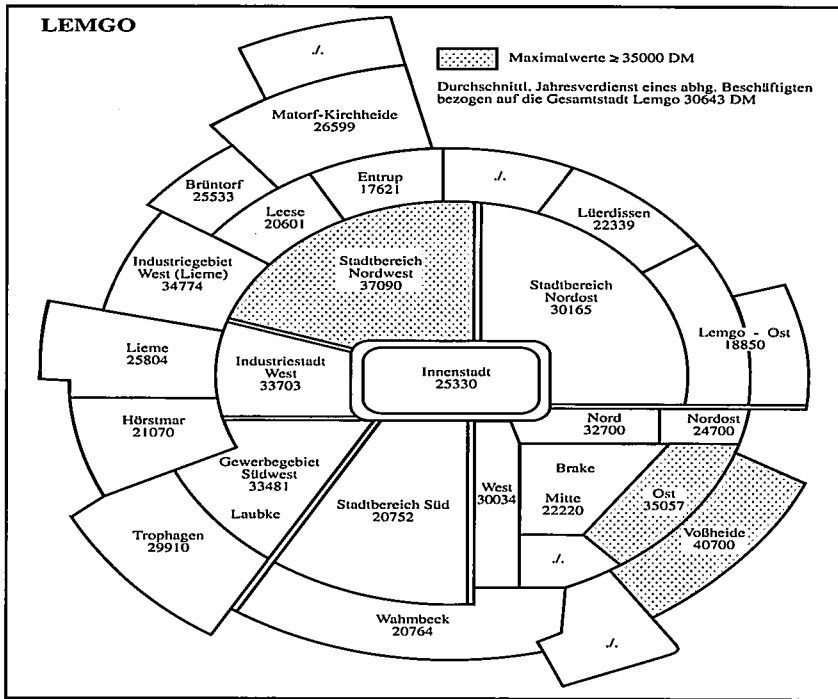 LEMGO
./.
Maximalwerte ≥ 35000 DM
Durchschnittl. Jahresverdienst eines abhg. Beschäftigten
bezogen auf die Gesamtstadt Lemgo 30643 DM
Matorf-Kirchheide
26599
Brüntorf
25533
Entrup
17621
./.
Leese
20601
Lüerdissen
22339
Industriegebiet
West (Lieme)
34774
Stadtbereich
Nordwest
37090
Stadtbereich
Nordost
30165
Lemgo - Ost
18850
Lieme
25804
Industriestadt
West
33703
Innenstadt
25330
Hörstmar
21070
Nord
32700
Nordost
24700
Gewerbegebiet
Südwest
33481
Laubke
Stadtbereich Süd
20752
West
30034
Brake
Mitte
22220
Ost
35057
Voßheide
40700
Trophagen
29910
./.
Wahmbeck
20764
./.